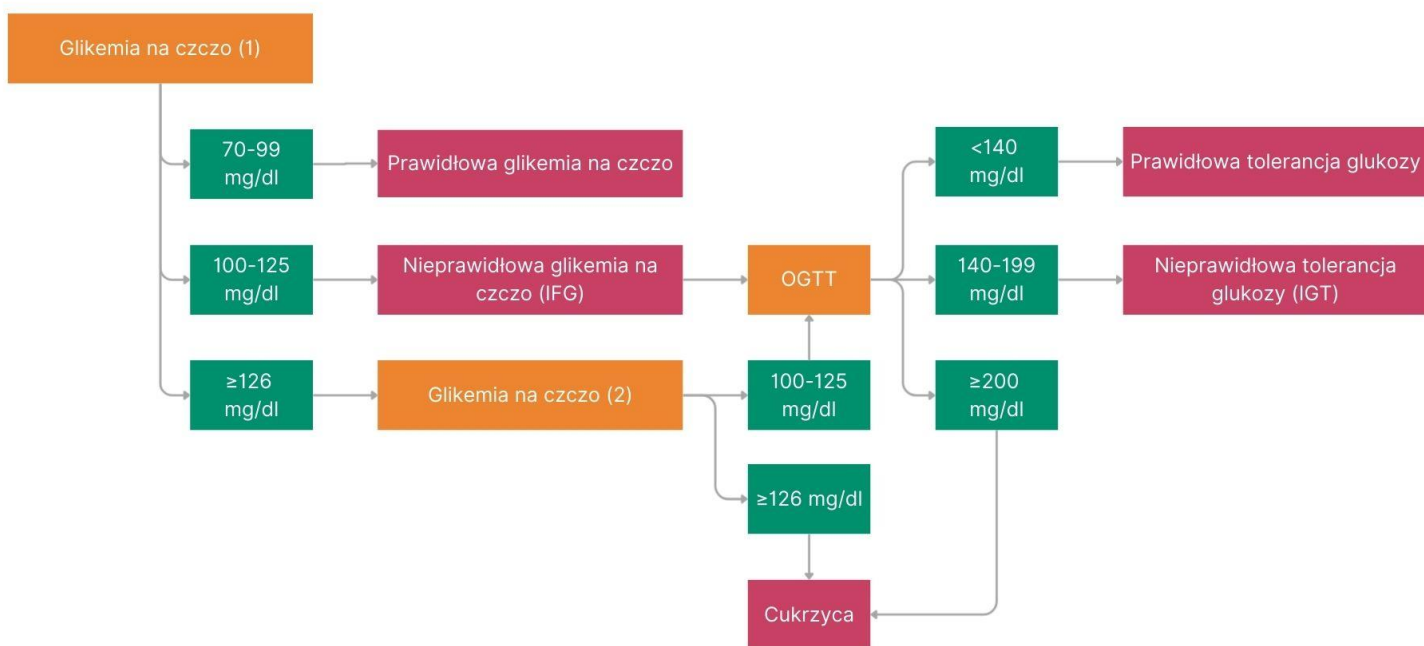 Glikemia na czczo (1)
70-99
mg/dl
Prawidłowa glikemia na czczo
<140
mg/dl
Prawidłowa tolerancja glukozy
100-125
mg/dl
Nieprawidłowa glikemia na
czczo (IFG)
OGTT
140-199
mg/dl
Nieprawidłowa tolerancja
glukozy (IGT)
≥126
mg/dl
Glikemia na czczo (2)
100-125
mg/dl
≥200
mg/dl
≥126 mg/dl
Cukrzyca